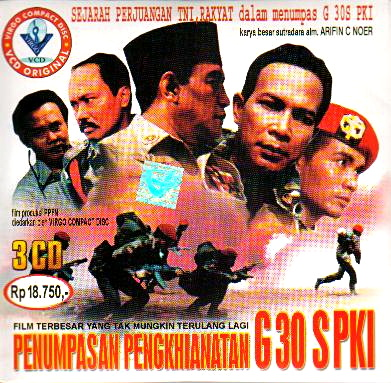 VIRGO COMPACT DISC
VCD
VCD ORIGINAL
SEJARAH PERJUANGAN TNI,RAKYAT dalam menumpas G 30S PKI
karya besar sutradara alm. ARIFIN C NOER
film produksi PPFN
diedarkan oleh VIRGO COMPACT DISC
3 CD
Rp 18.750,-
FILM TERBESAR YANG TAK MUNGKIN TERULANG LAGI
PENUMPASAN PENGKHIANATAN G 30 S PKI